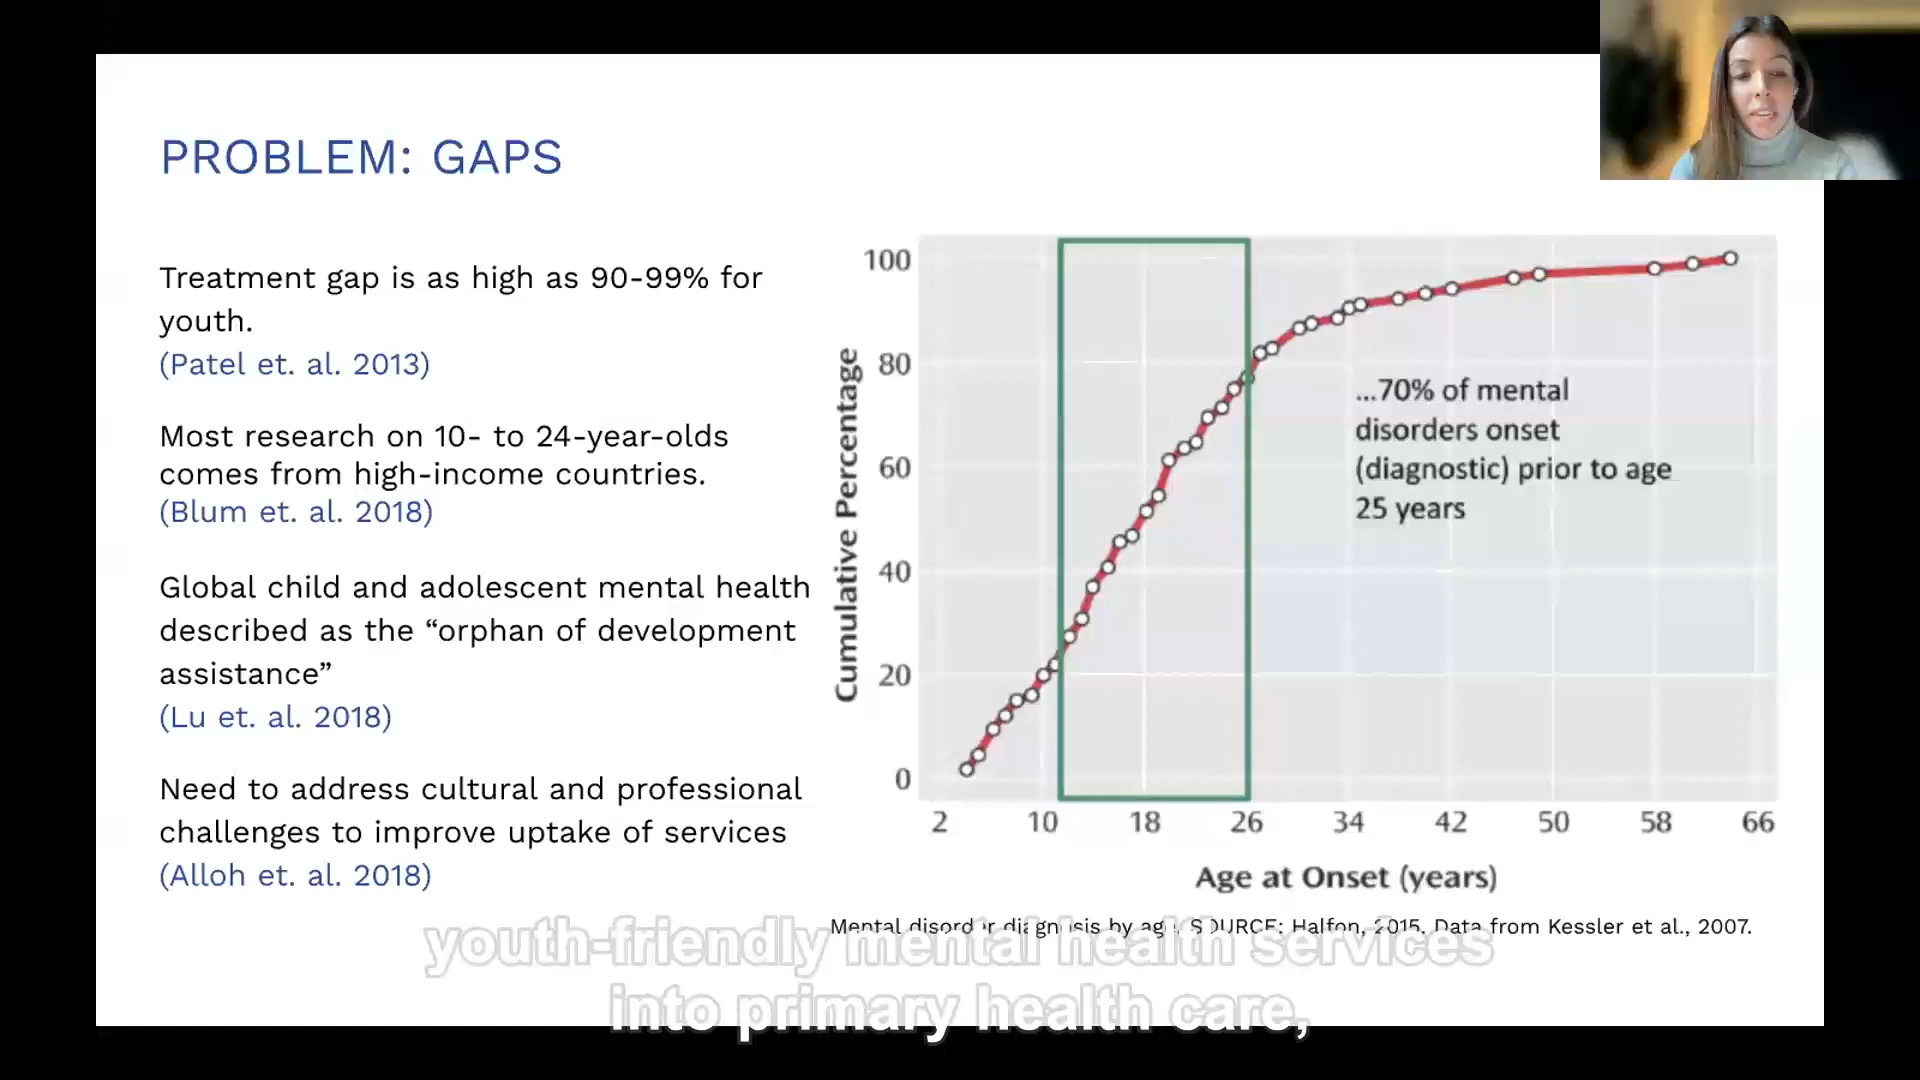 PROBLEM: GAPS
Treatment gap is as high as 90-99% for
youth.
(Patel et. al. 2013)
Most research on 10- to 24-year-olds
comes from high-income countries.
(Blum et. al. 2018)
Global child and adolescent mental health
described as the “orphan of development
assistance”
(Lu et. al. 2018)
Need to address cultural and professional
challenges to improve uptake of services
(Alloh et. al. 2018)
Cumulative Percentage
100
80
60
40
20
0
...70% of mental
disorders onset
(diagnostic) prior to age
25 years
2 10 18 26 34 42 50 58 66
Age at Onset (years)
Mental disorder diagnosis by age. SOURCE: Halfon, 2015. Data from Kessler et al., 2007.
youth-friendly mental health services
into primary health care,